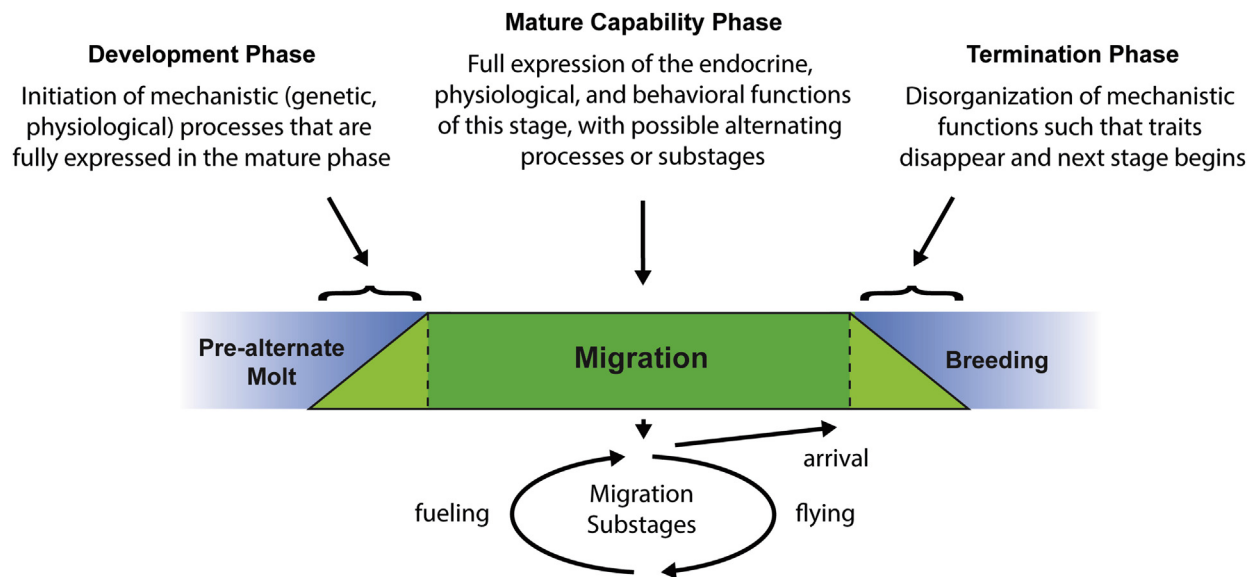 Development Phase
Initiation of mechanistic (genetic,
physiological) processes that are
fully expressed in the mature phase
Mature Capability Phase
Full expression of the endocrine,
physiological, and behavioral functions
of this stage, with possible alternating
processes or substages
Termination Phase
Disorganization of mechanistic
functions such that traits
disappear and next stage begins
Pre-alternate
Molt
Migration
Breeding
arrival
fueling
Migration
Substages
flying